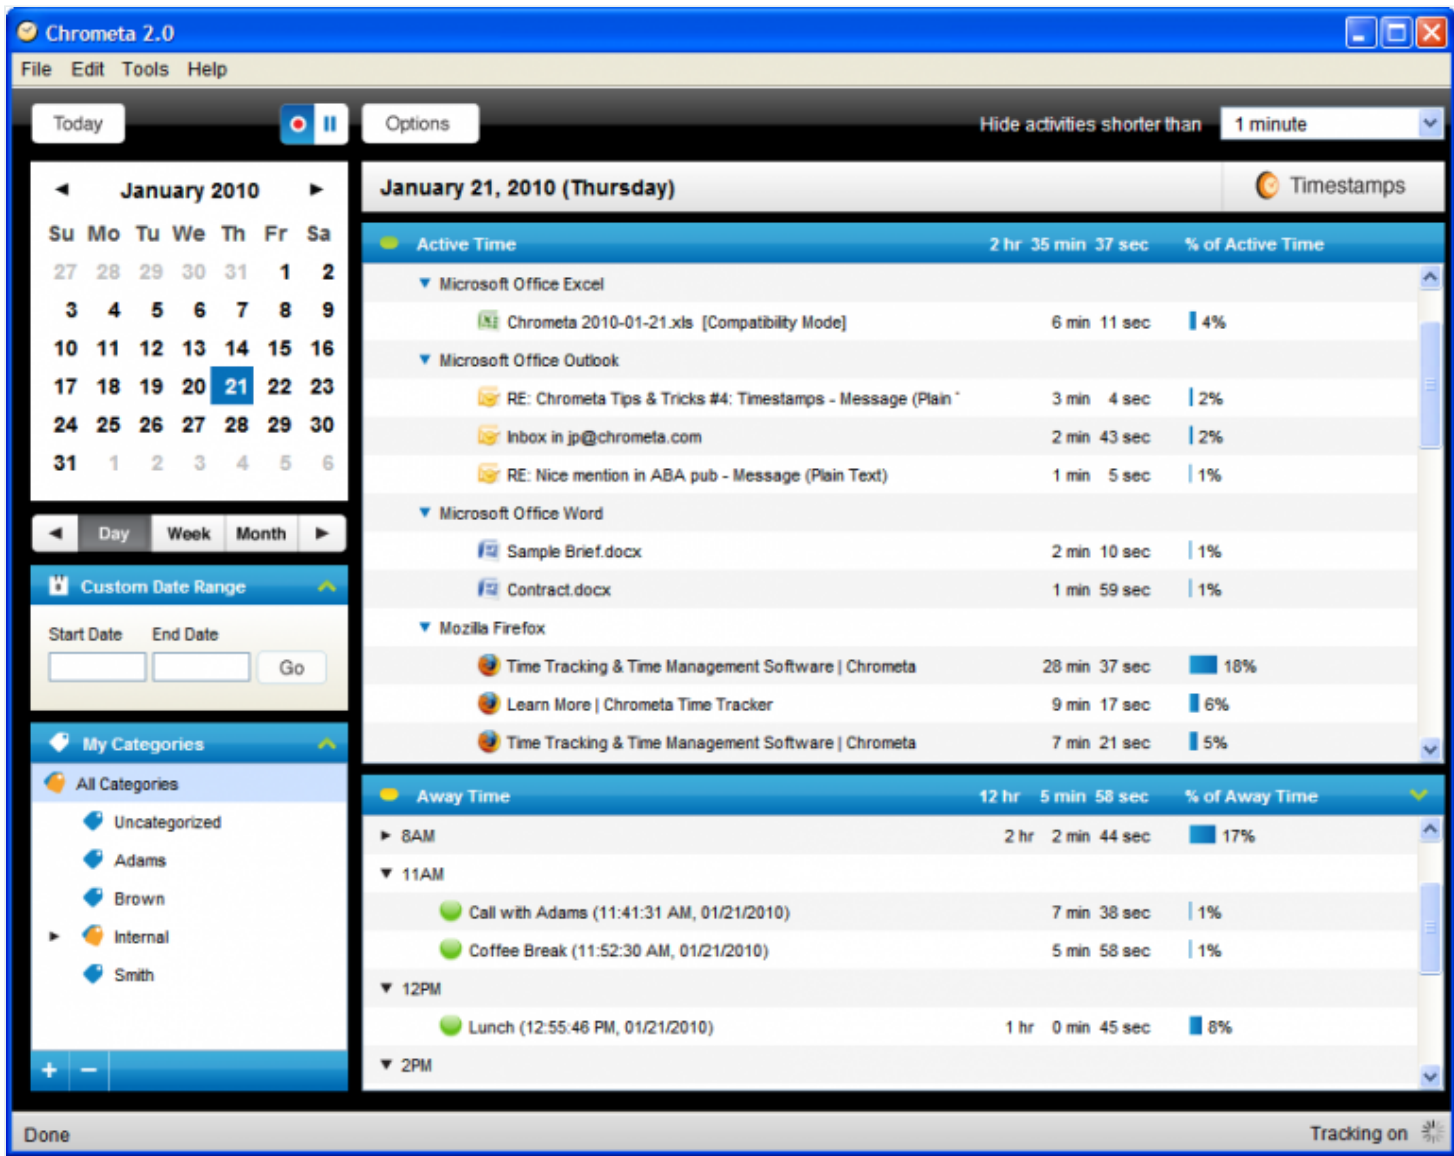 Chrometa 2.0
File Edit Tools Help
Today
Options
Hide activities shorter than 1 minute
January 2010
Su Mo Tu We Th Fr Sa
27 28 29 30 31 1 2
3 4 5 6 7 8 9
10 11 12 13 14 15 16
17 18 19 20 21 22 23
24 25 26 27 28 29 30
31 1 2 3 4 5 6
Day Week Month
Custom Date Range
Start Date End Date
Go
My Categories
All Categories
Uncategorized
Adams
Brown
Internal
Smith
+ −
January 21, 2010 (Thursday) Timestamps
Active Time 2 hr 35 min 37 sec % of Active Time
Microsoft Office Excel
Chrometa 2010-01-21.xls [Compatibility Mode] 6 min 11 sec 4%
Microsoft Office Outlook
RE: Chrometa Tips & Tricks #4: Timestamps - Message (Plain 3 min 4 sec 2%
Inbox in jp@chrometa.com 2 min 43 sec 2%
RE: Nice mention in ABA pub - Message (Plain Text) 1 min 5 sec 1%
Microsoft Office Word
Sample Brief.docx 2 min 10 sec 1%
Contract.docx 1 min 59 sec 1%
Mozilla Firefox
Time Tracking & Time Management Software | Chrometa 28 min 37 sec 18%
Learn More | Chrometa Time Tracker 9 min 17 sec 6%
Time Tracking & Time Management Software | Chrometa 7 min 21 sec 5%
Away Time 12 hr 5 min 58 sec % of Away Time
8AM 2 hr 2 min 44 sec 17%
11AM
Call with Adams (11:41:31 AM, 01/21/2010) 7 min 38 sec 1%
Coffee Break (11:52:30 AM, 01/21/2010) 5 min 58 sec 1%
12PM
Lunch (12:55:46 PM, 01/21/2010) 1 hr 0 min 45 sec 8%
2PM
Done
Tracking on